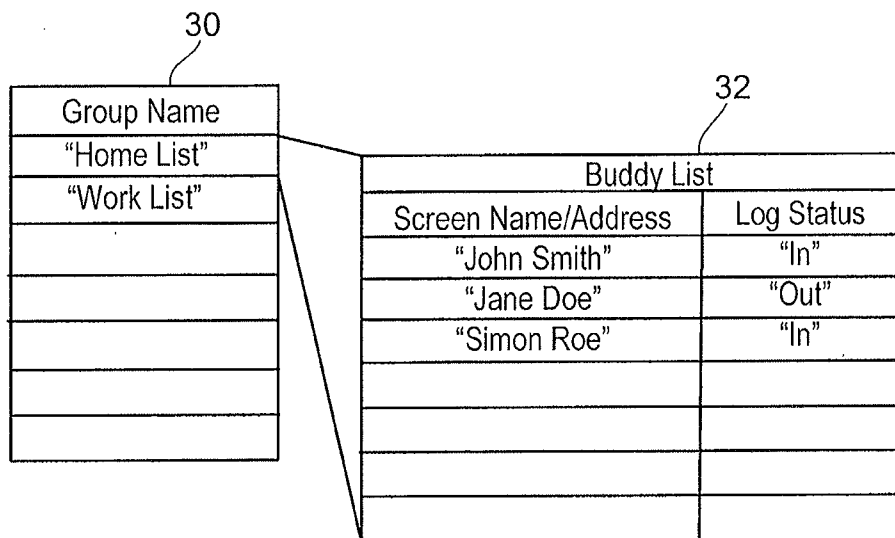 30
Group Name
“Home List”
“Work List”
32
Buddy List
Screen Name/Address Log Status
“John Smith” “In”
“Jane Doe” “Out”
“Simon Roe” “In”